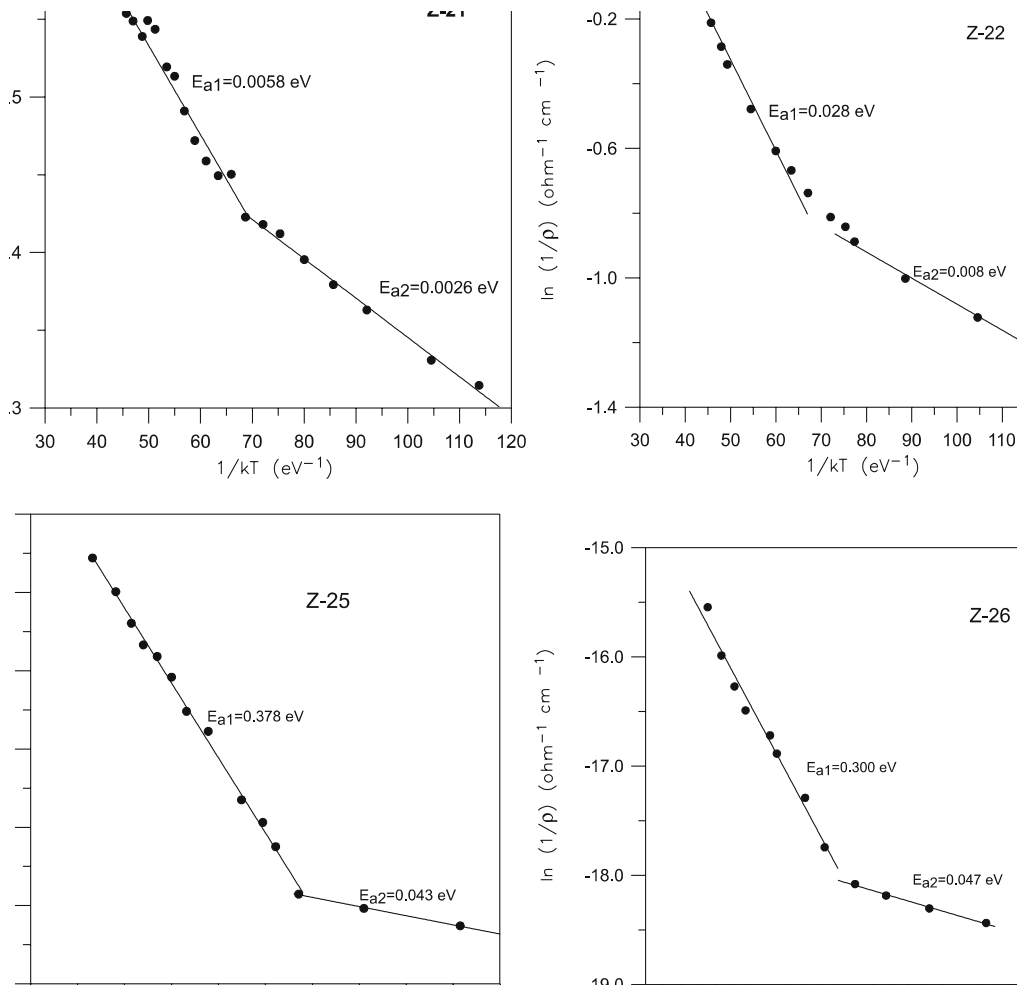 Z-21
Ea1=0.0058 eV
.5
.4
Ea2=0.0026 eV
.3
30 40 50 60 70 80 90 100 110 120
1/kT (eV⁻¹)
Z-22
-0.2
Ea1=0.028 eV
-0.6
-1.0
Ea2=0.008 eV
-1.4
ln (1/ρ) (ohm⁻¹ cm ⁻¹)
30 40 50 60 70 80 90 100 110
1/kT (eV⁻¹)
Z-25
Ea1=0.378 eV
Ea2=0.043 eV
-15.0
Z-26
-16.0
-17.0
Ea1=0.300 eV
-18.0
Ea2=0.047 eV
-19.0
ln (1/ρ) (ohm⁻¹ cm ⁻¹)